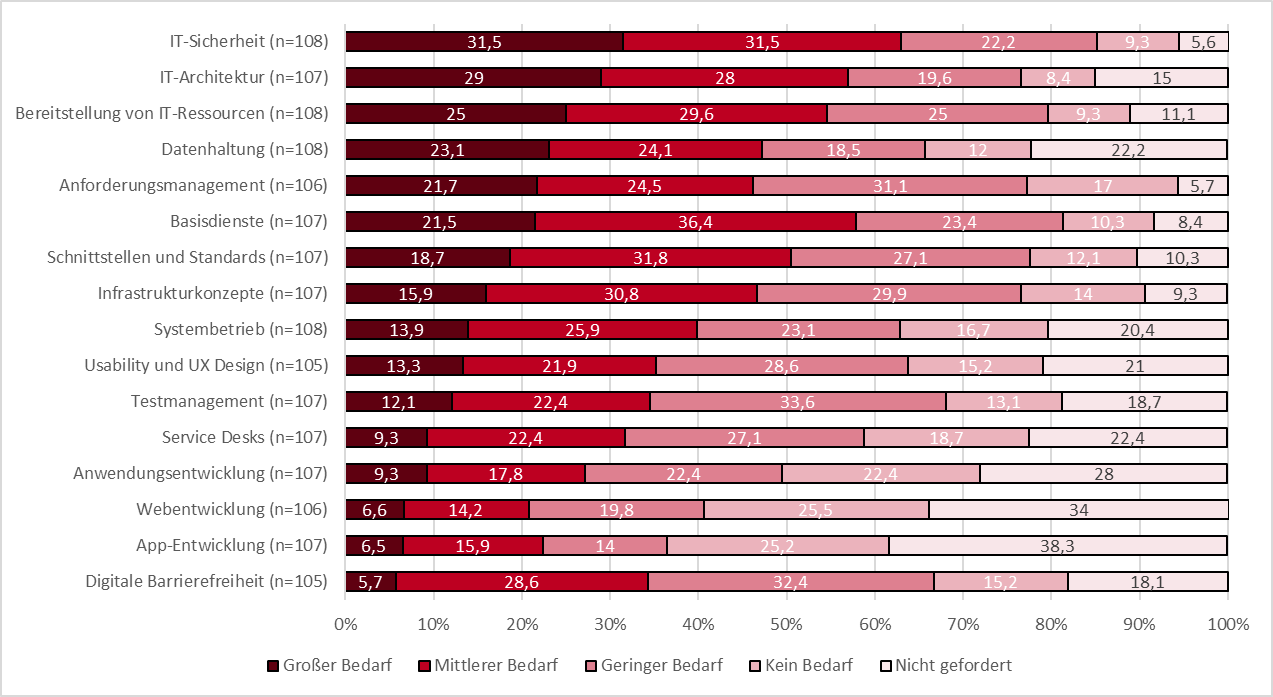 IT-Sicherheit (n=108) 31,5 31,5 22,2 9,3 5,6
IT-Architektur (n=107) 29 28 19,6 8,4 15
Bereitstellung von IT-Ressourcen (n=108) 25 29,6 25 9,3 11,1
Datenhaltung (n=108) 23,1 24,1 18,5 12 22,2
Anforderungsmanagement (n=106) 21,7 24,5 31,1 17 5,7
Basisdienste (n=107) 21,5 36,4 23,4 10,3 8,4
Schnittstellen und Standards (n=107) 18,7 31,8 27,1 12,1 10,3
Infrastrukturkonzepte (n=107) 15,9 30,8 29,9 14 9,3
Systembetrieb (n=108) 13,9 25,9 23,1 16,7 20,4
Usability und UX Design (n=105) 13,3 21,9 28,6 15,2 21
Testmanagement (n=107) 12,1 22,4 33,6 13,1 18,7
Service Desks (n=107) 9,3 22,4 27,1 18,7 22,4
Anwendungsentwicklung (n=107) 9,3 17,8 22,4 22,4 28
Webentwicklung (n=106) 6,6 14,2 19,8 25,5 34
App-Entwicklung (n=107) 6,5 15,9 14 25,2 38,3
Digitale Barrierefreiheit (n=105) 5,7 28,6 32,4 15,2 18,1
0% 10% 20% 30% 40% 50% 60% 70% 80% 90% 100%
Großer Bedarf Mittlerer Bedarf Geringer Bedarf Kein Bedarf Nicht gefordert